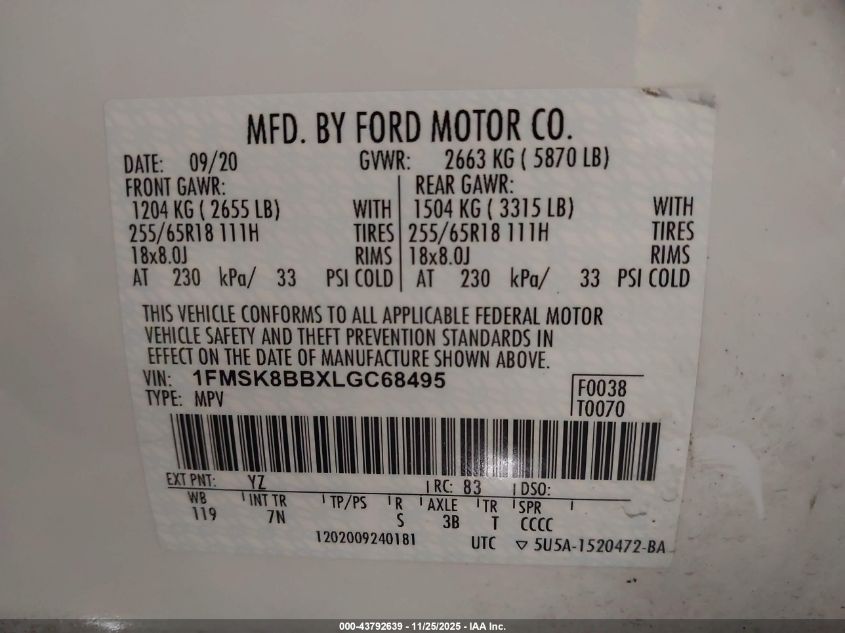 MFD. BY FORD MOTOR CO.
DATE: 09/20 GVWR: 2663 KG ( 5870 LB)
FRONT GAWR: REAR GAWR:
1204 KG ( 2655 LB) WITH 1504 KG ( 3315 LB) WITH
255/65R18 111H TIRES 255/65R18 111H TIRES
18x8.0J RIMS 18x8.0J RIMS
AT 230 kPa/ 33 PSI COLD AT 230 kPa/ 33 PSI COLD
THIS VEHICLE CONFORMS TO ALL APPLICABLE FEDERAL MOTOR
VEHICLE SAFETY AND THEFT PREVENTION STANDARDS IN
EFFECT ON THE DATE OF MANUFACTURE SHOWN ABOVE.
VIN: 1FMSK8BBXLGC68495 F0038
TYPE: MPV T0070
EXT PNT: YZ RC: 83 DSO:
WB INT TR TP/PS R AXLE TR SPR
119 7N S 3B T CCCC
1202009240181 UTC ▽ 5U5A-1520472-BA
000-43792639 - 11/25/2025 - IAA Inc.